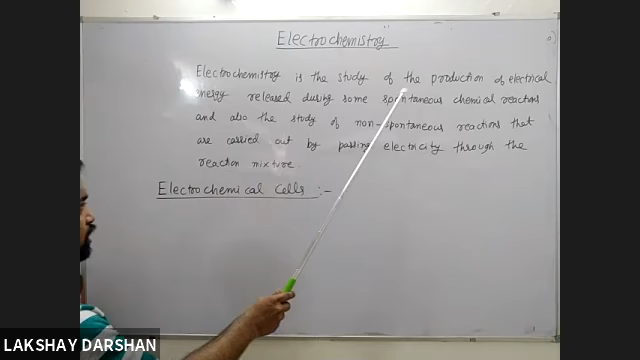 Electrochemistry
Electrochemistry is the study of the production of electrical
energy released during some spontaneous chemical reactions
and also the study of non-spontaneous reactions that
are carried out by passing electricity through the
reaction mixture
Electrochemical Cells :-
LAKSHAY DARSHAN